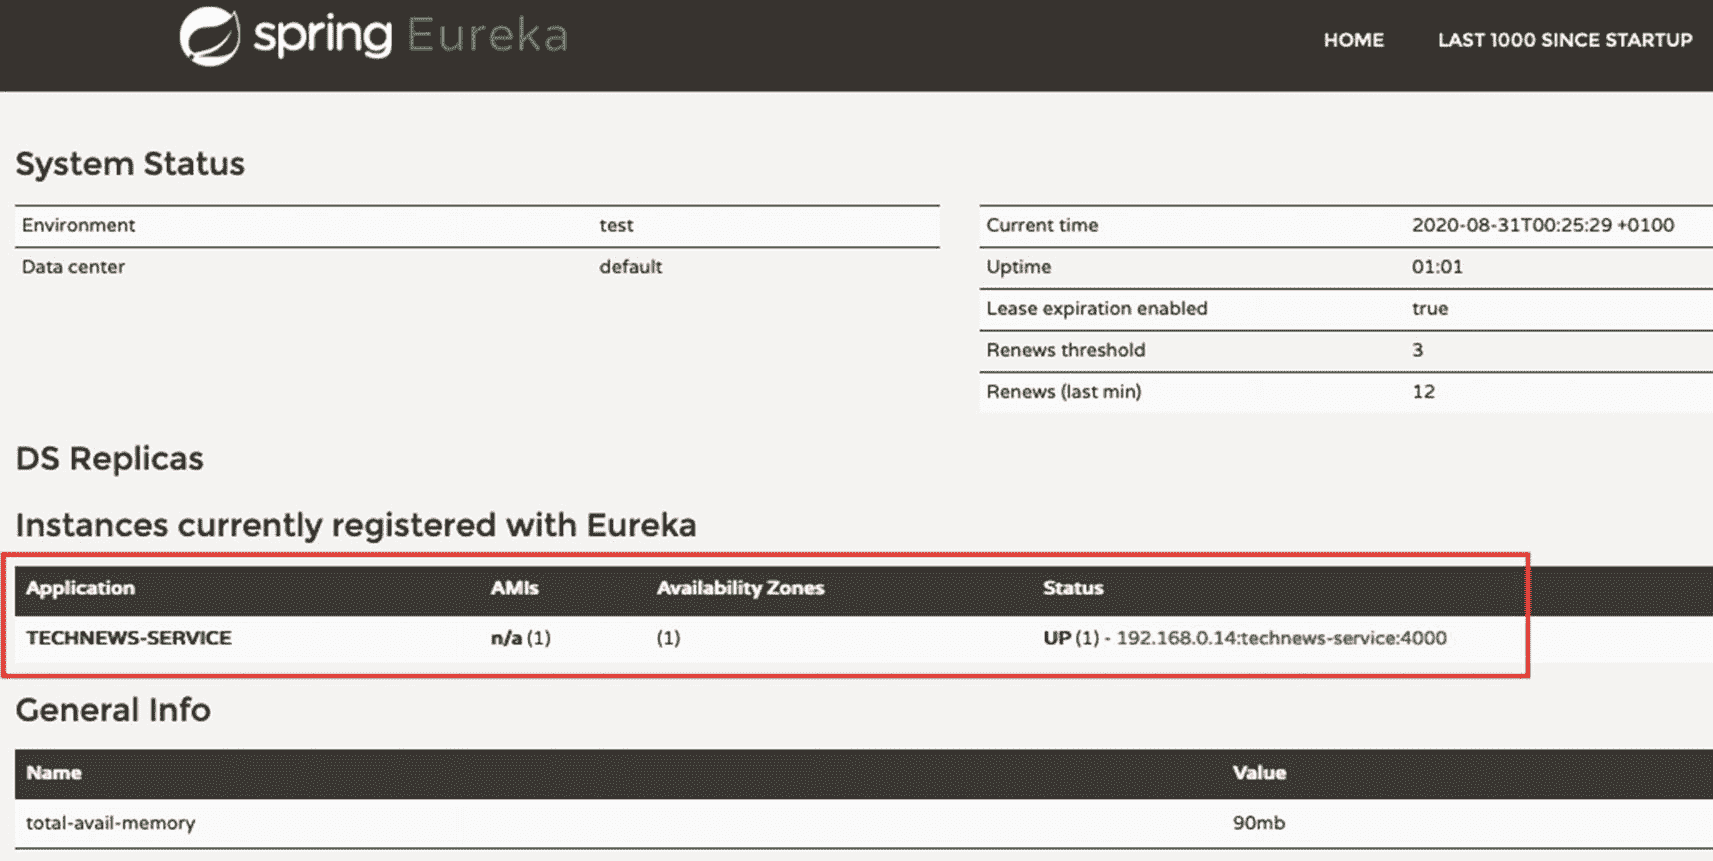 spring Eureka
HOME LAST 1000 SINCE STARTUP
System Status
Environment test
Data center default
Current time 2020-08-31T00:25:29 +0100
Uptime 01:01
Lease expiration enabled true
Renews threshold 3
Renews (last min) 12
DS Replicas
Instances currently registered with Eureka
Application AMIs Availability Zones Status
TECHNEWS-SERVICE n/a (1) (1) UP (1) - 192.168.0.14:technews-service:4000
General Info
Name Value
total-avail-memory 90mb